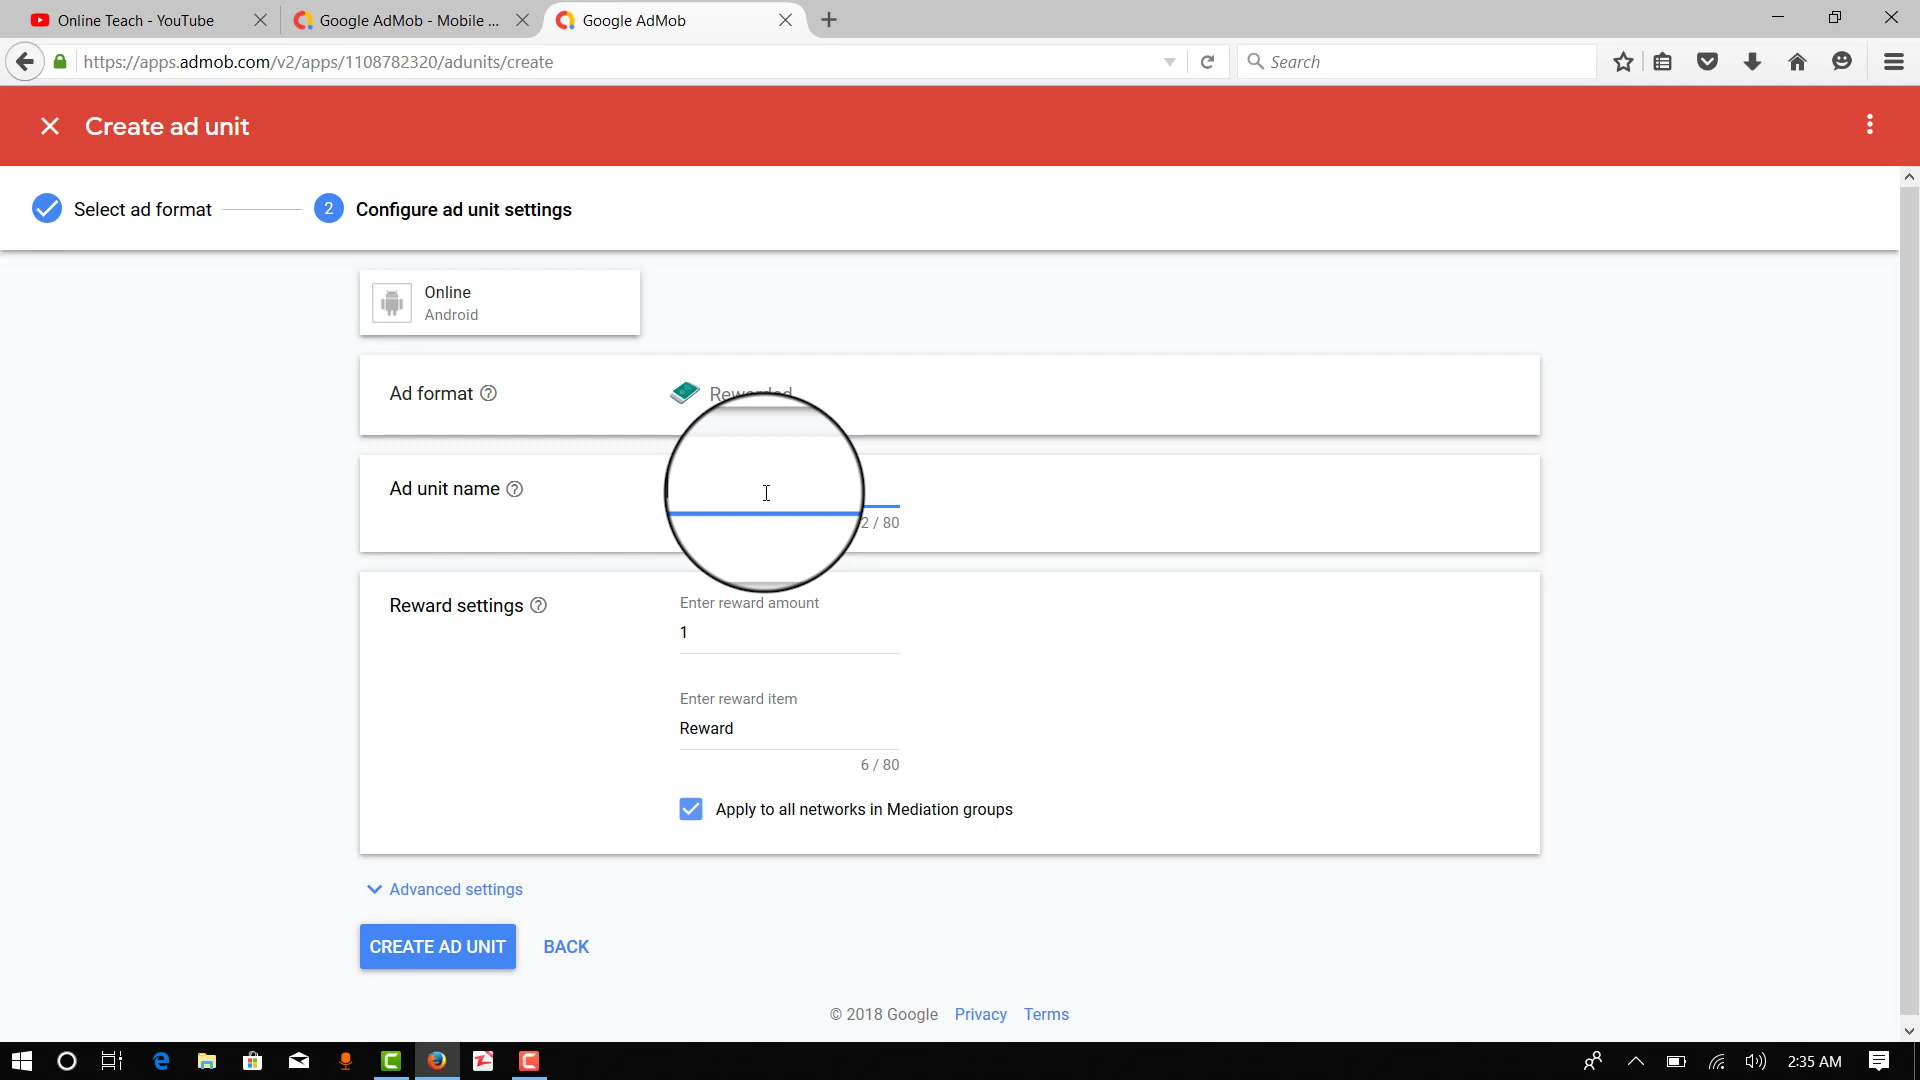 Online Teach - YouTube
Google AdMob - Mobile ...
Google AdMob
https://apps.admob.com/v2/apps/1108782320/adunits/create
Search
Create ad unit
Select ad format
2 Configure ad unit settings
Online
Android
Ad format
Rewarded
Ad unit name
2 / 80
Reward settings
Enter reward amount
1
Enter reward item
Reward
6 / 80
Apply to all networks in Mediation groups
Advanced settings
CREATE AD UNIT BACK
© 2018 Google Privacy Terms
2:35 AM